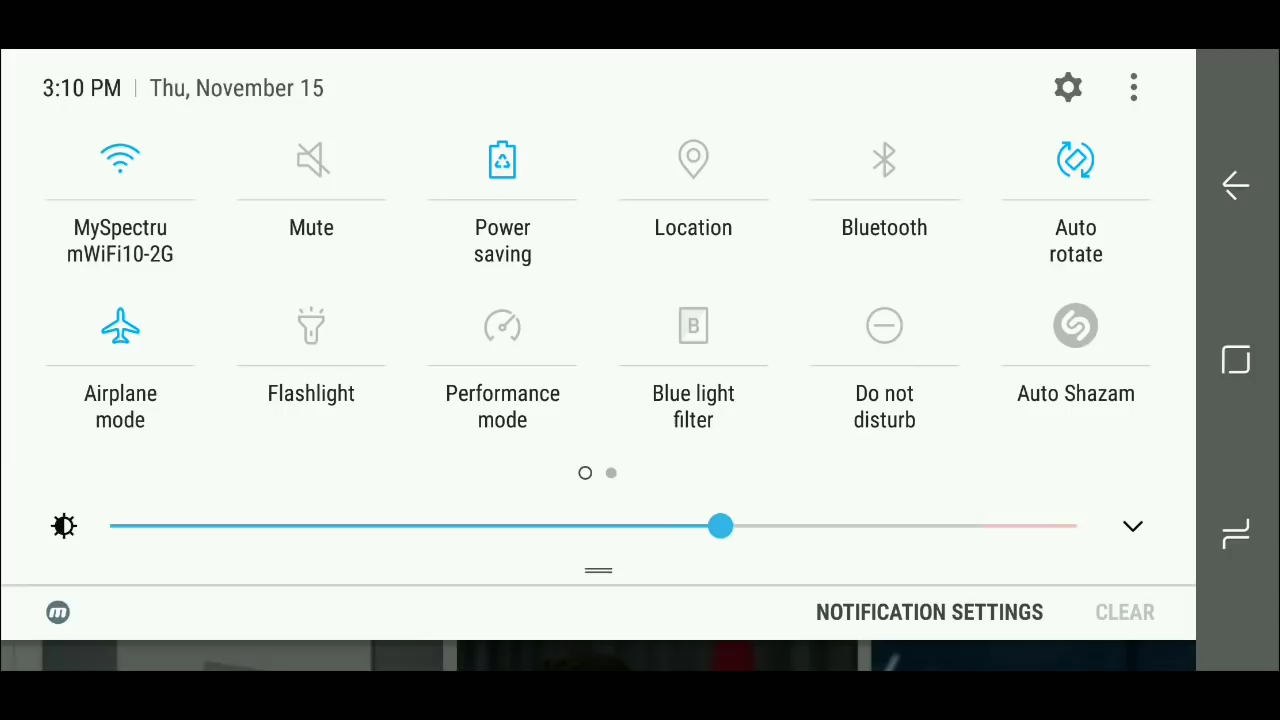 3:10 PM Thu, November 15
MySpectru
mWiFi10-2G
Mute
Power
saving
Location
Bluetooth
Auto
rotate
Airplane
mode
Flashlight
Performance
mode
B
Blue light
filter
Do not
disturb
Auto Shazam
m
NOTIFICATION SETTINGS CLEAR